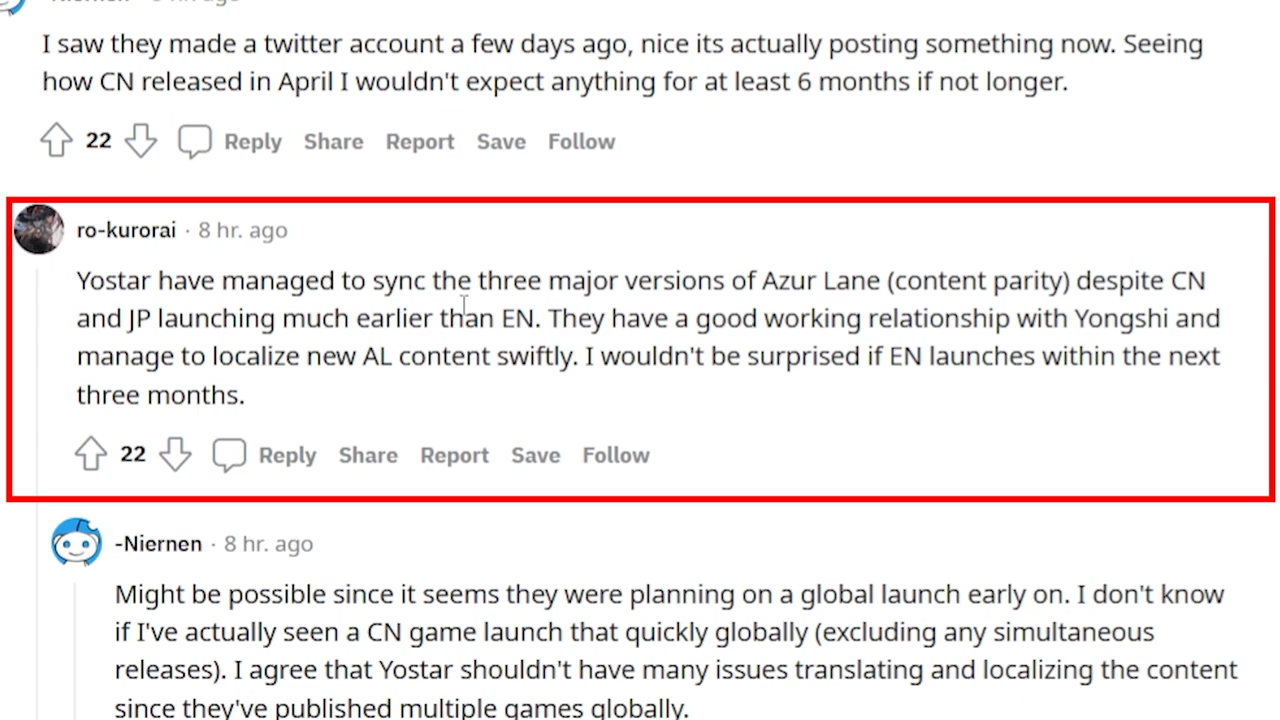 I saw they made a twitter account a few days ago, nice its actually posting something now. Seeing
how CN released in April I wouldn't expect anything for at least 6 months if not longer.
22 Reply Share Report Save Follow
ro-kurorai · 8 hr. ago
Yostar have managed to sync the three major versions of Azur Lane (content parity) despite CN
and JP launching much earlier than EN. They have a good working relationship with Yongshi and
manage to localize new AL content swiftly. I wouldn't be surprised if EN launches within the next
three months.
22 Reply Share Report Save Follow
-Niernen · 8 hr. ago
Might be possible since it seems they were planning on a global launch early on. I don't know
if I've actually seen a CN game launch that quickly globally (excluding any simultaneous
releases). I agree that Yostar shouldn't have many issues translating and localizing the content
since they've published multiple games globally.